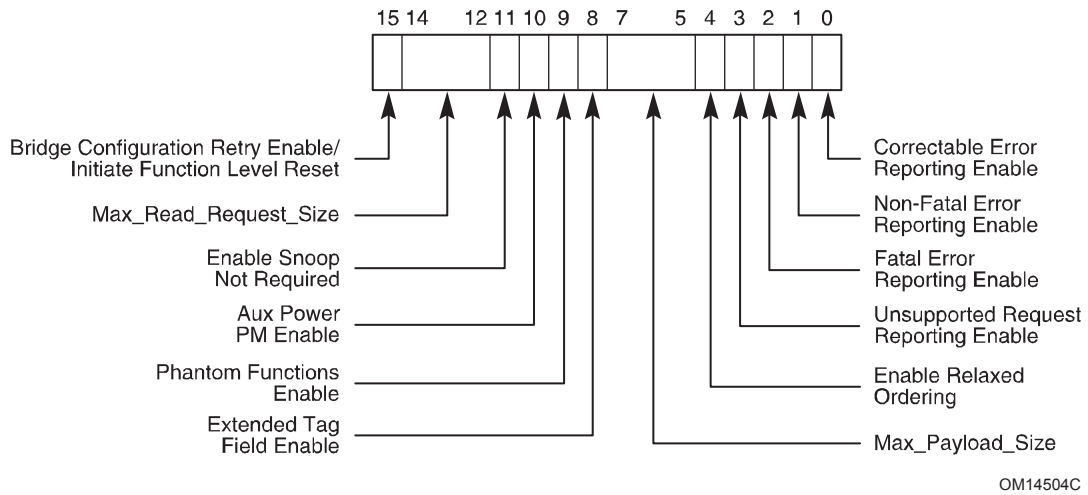 15 14 12 11 10 9 8 7 5 4 3 2 1 0
Bridge Configuration Retry Enable/
Initiate Function Level Reset
Max_Read_Request_Size
Enable Snoop
Not Required
Aux Power
PM Enable
Phantom Functions
Enable
Extended Tag
Field Enable
Correctable Error
Reporting Enable
Non-Fatal Error
Reporting Enable
Fatal Error
Reporting Enable
Unsupported Request
Reporting Enable
Enable Relaxed
Ordering
Max_Payload_Size
OM14504C